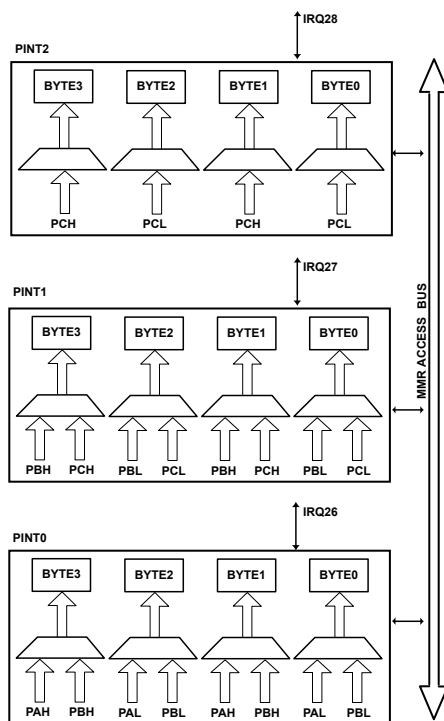 IRQ28
PINT2
BYTE3 BYTE2 BYTE1 BYTE0
PCH PCL PCH PCL
IRQ27
PINT1
BYTE3 BYTE2 BYTE1 BYTE0
PBH PCH PBL PCL PBH PCH PBL PCL
IRQ26
PINT0
BYTE3 BYTE2 BYTE1 BYTE0
PAH PBH PAL PBL PAH PBH PAL PBL
MMR ACCESS BUS